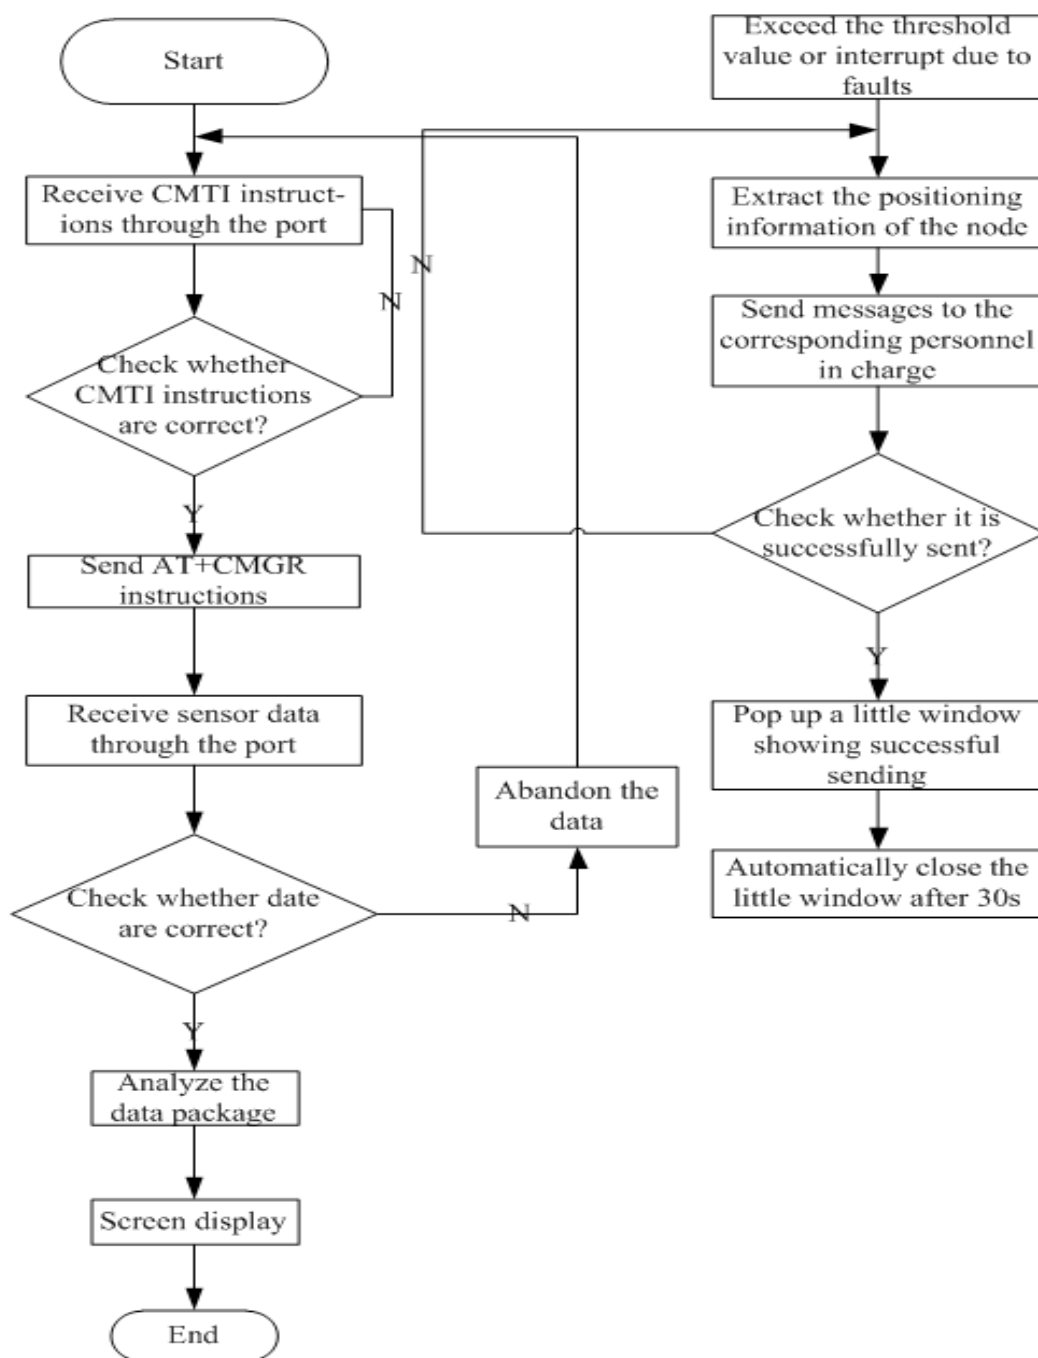 Start
Receive CMTI instruct-
ions through the port
N
Check whether
CMTI instructions
are correct?
Y
Send AT+CMGR
instructions
Receive sensor data
through the port
Check whether date
are correct?
N
Abandon the
data
Y
Analyze the
data package
Screen display
End
Exceed the threshold
value or interrupt due to
faults
Extract the positioning
information of the node
Send messages to the
corresponding personnel
in charge
Check whether it is
successfully sent?
N
Y
Pop up a little window
showing successful
sending
Automatically close the
little window after 30s